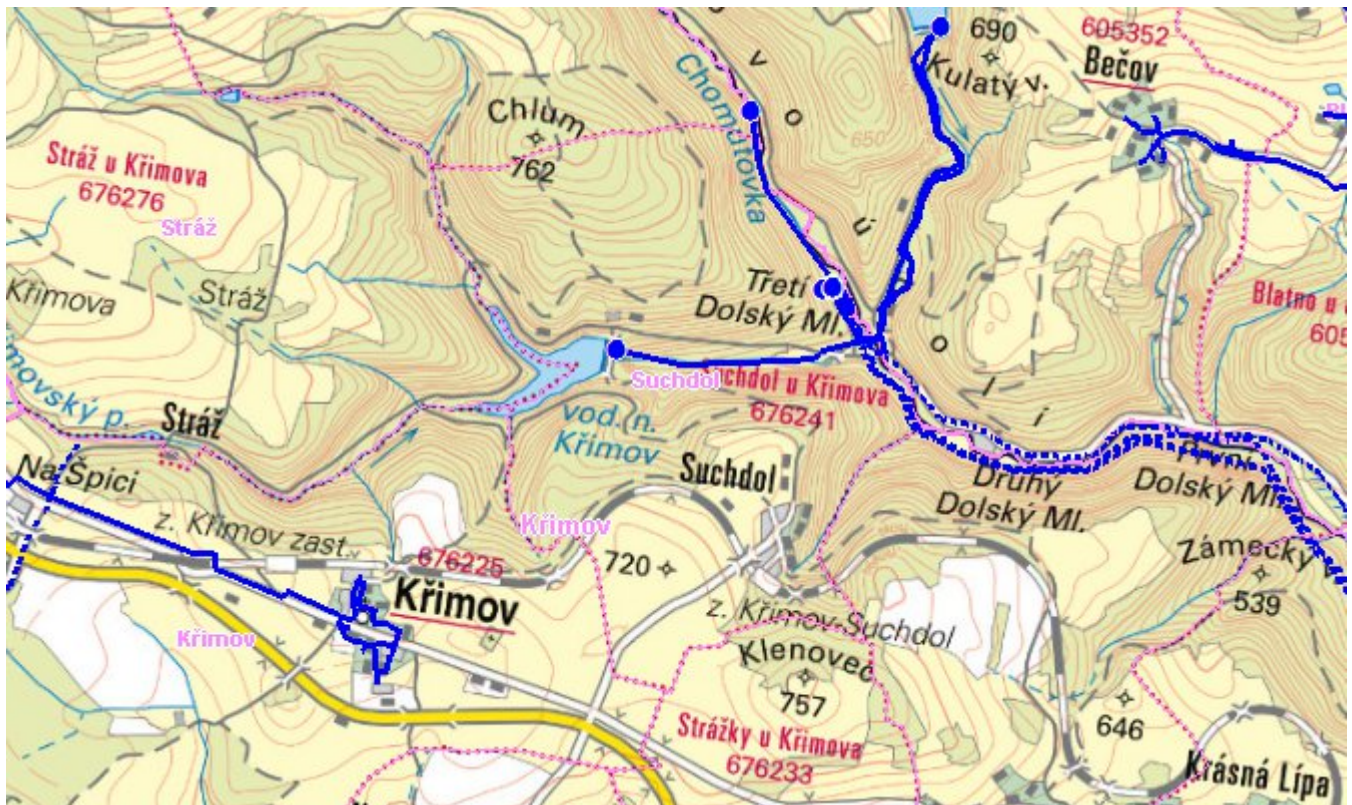 690
Kulatý v.
605352
Bečov
Chomutovka
v
o
ú
o
l
í
650
Chlum
762
Stráž u Křimova
676276
Stráž
Stráž
Křimova
Třetí
Dolský Ml.
Blatno u
605
Suchdol
Suchdol u Křimova
676241
vod. n.
Křimov
Stráž
Na Špici
z. Křimov zast.
Suchdol
Druhý
Dolský Ml.
První
Dolský Ml.
Křimov
676225
Křimov
720
Zámecký v.
539
z. Křimov-Suchdol
Křimov
Klenovec
757
646
Strážky u Křimova
676233
Krásná Lípa